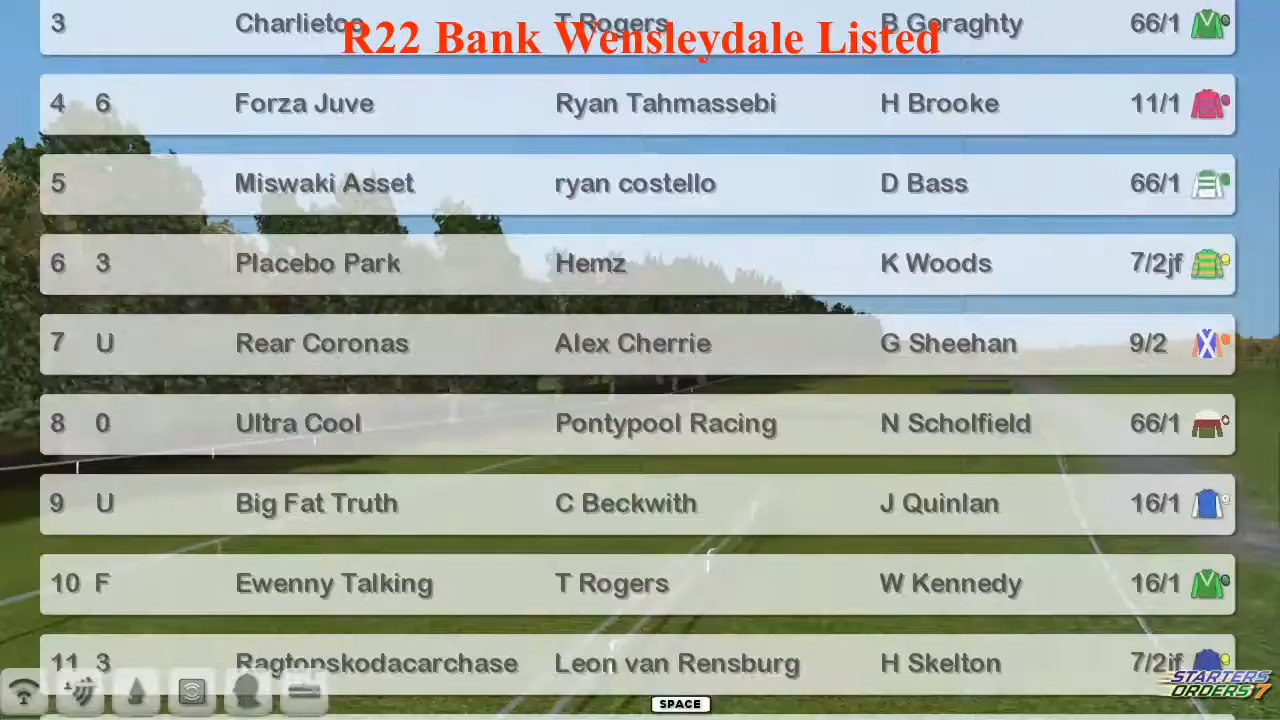 R22 Bank Wensleydale Listed
3 Charlietoo T Rogers B Geraghty 66/1
4 6 Forza Juve Ryan Tahmassebi H Brooke 11/1
5 Miswaki Asset ryan costello D Bass 66/1
6 3 Placebo Park Hemz K Woods 7/2jf
7 U Rear Coronas Alex Cherrie G Sheehan 9/2
8 0 Ultra Cool Pontypool Racing N Scholfield 66/1
9 U Big Fat Truth C Beckwith J Quinlan 16/1
10 F Ewenny Talking T Rogers W Kennedy 16/1
11 3 Ragtopskodacarchase Leon van Rensburg H Skelton 7/2jf
STARTERS
ORDERS 7
SPACE